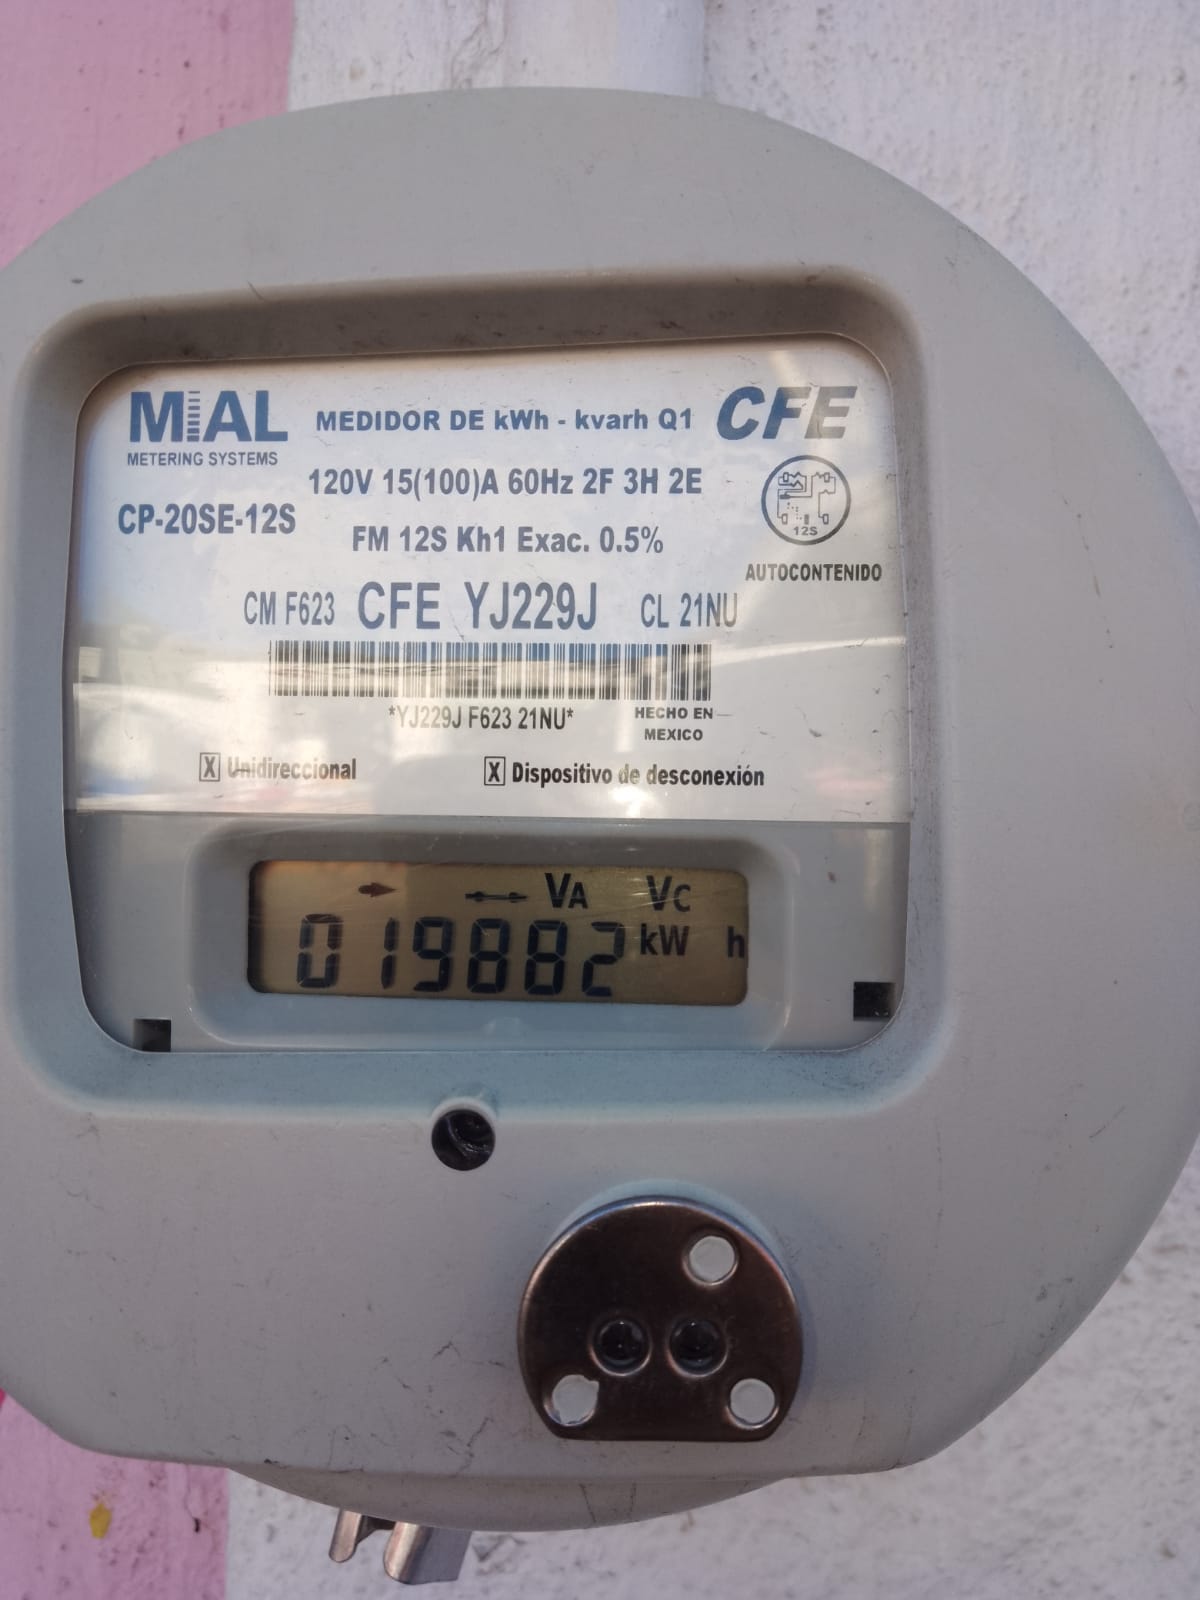 MIAL
METERING SYSTEMS
MEDIDOR DE kWh - kvarh Q1
CFE
120V 15(100)A 60Hz 2F 3H 2E
CP-20SE-12S
FM 12S Kh1 Exac. 0.5%
12S
AUTOCONTENIDO
CM F623 CFE YJ229J CL 21NU
*YJ229J F623 21NU*
HECHO EN
MEXICO
X Unidireccional
X Dispositivo de desconexión
VA VC
019882 kW h